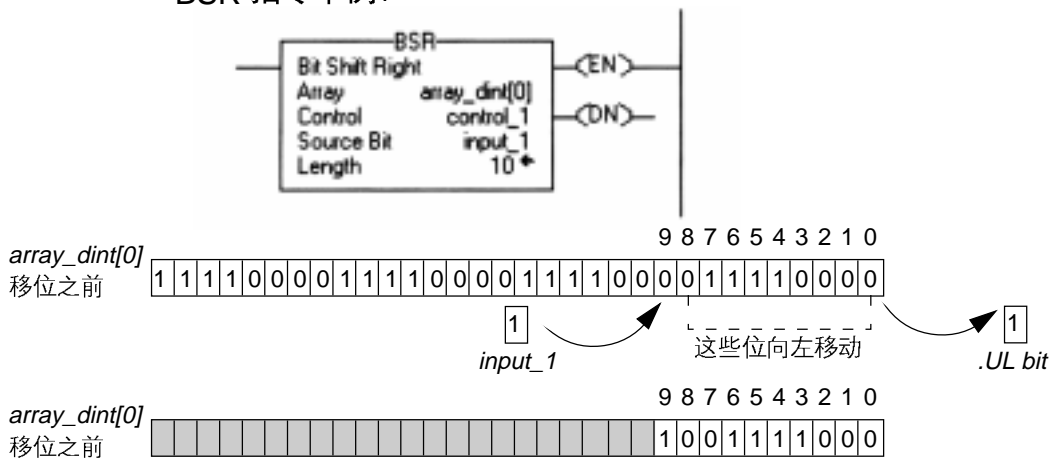 BSR 指令
BSR
Bit Shift Right
Array array_dint[0]
Control control_1
Source Bit input_1
Length 10
(EN)
(DN)
9 8 7 6 5 4 3 2 1 0
array_dint[0]
移位之前
1 1 1 1 0 0 0 0 1 1 1 1 0 0 0 0 1 1 1 1 0 0 0 0 1 1 1 1 0 0 0 0
1
input_1
这些位向左移动
1
.UL bit
9 8 7 6 5 4 3 2 1 0
array_dint[0]
移位之前
1 0 0 1 1 1 1 0 0 0